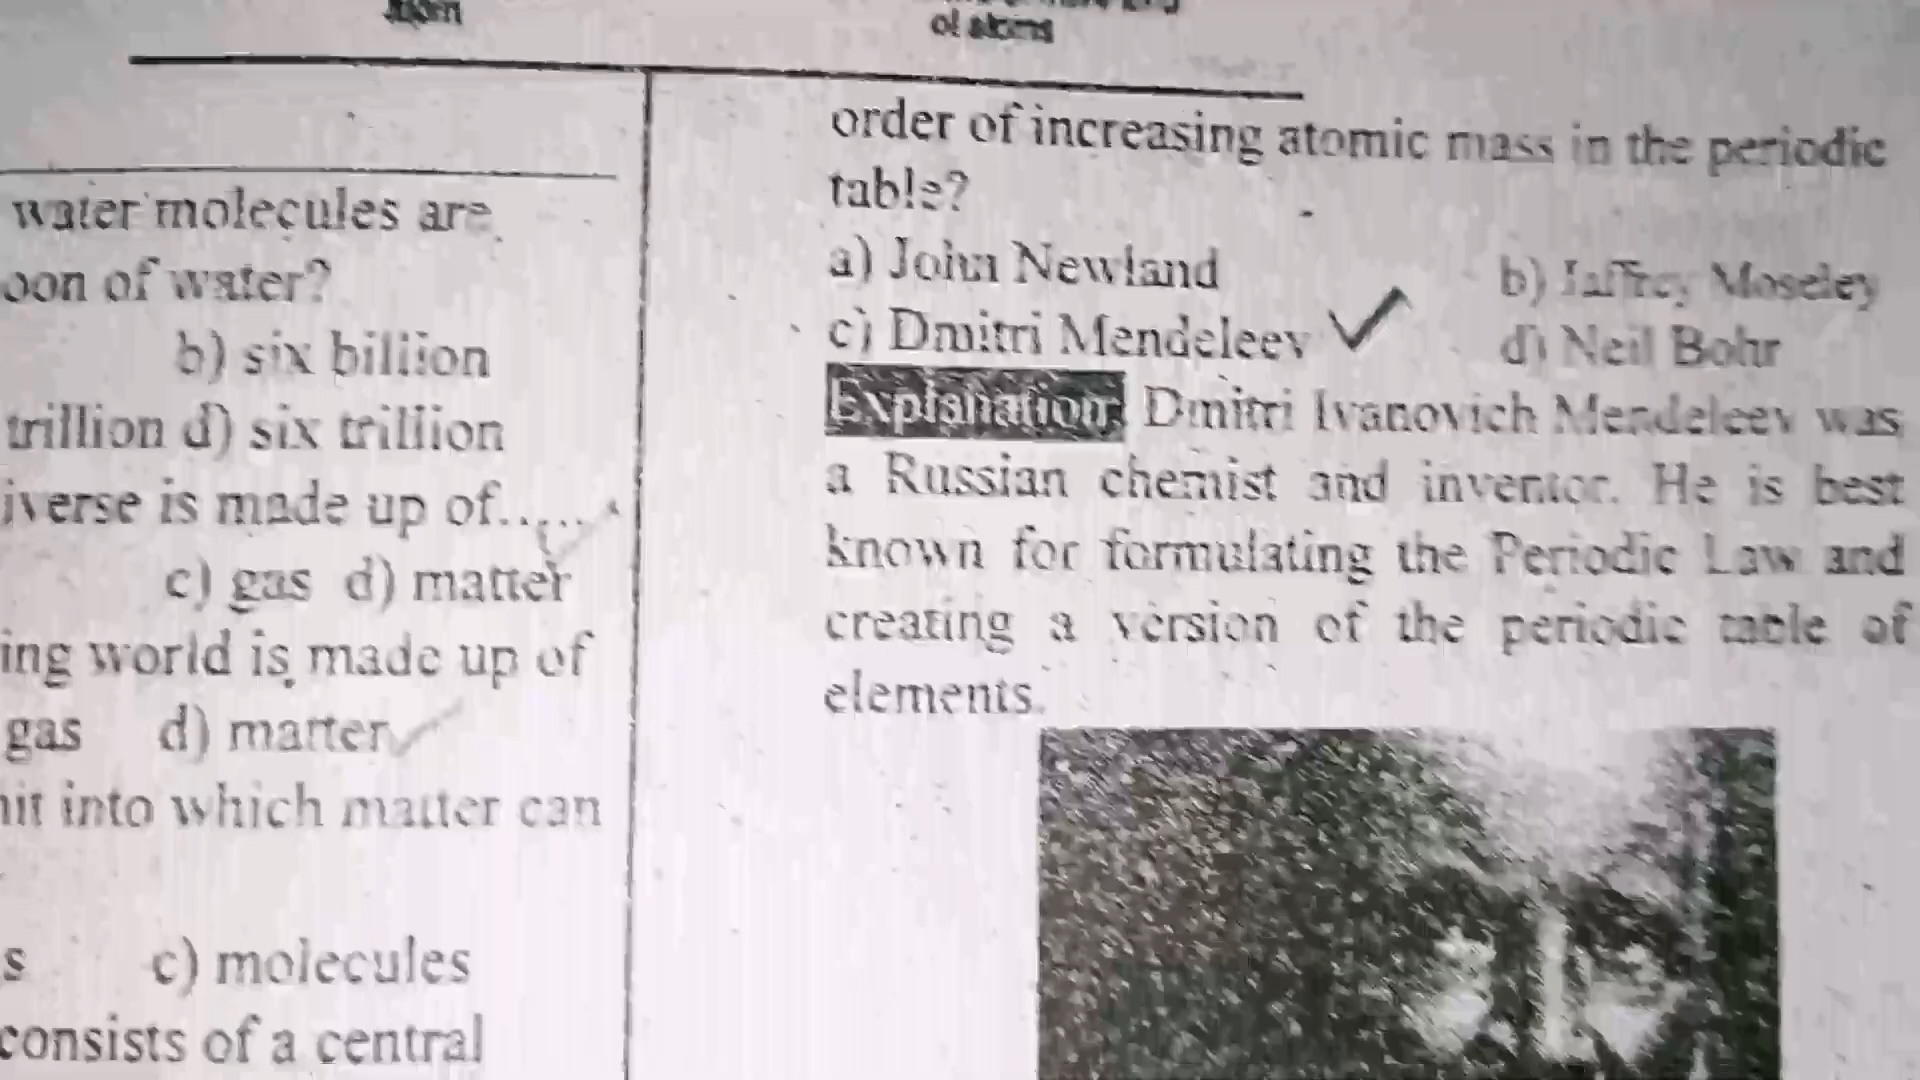 of atoms
water molecules are
oon of water?
b) six billion
trillion d) six trillion
iverse is made up of......
c) gas d) matter
ing world is made up of
gas d) matter
nit into which matter can
s c) molecules
consists of a central
order of increasing atomic mass in the periodic
table?
a) John Newland b) Jaffrey Moseley
c) Dmitri Mendeleev d) Neil Bohr
Explanation: Dmitri Ivanovich Mendeleev was
a Russian chemist and inventor. He is best
known for formulating the Periodic Law and
creating a version of the periodic table of
elements.